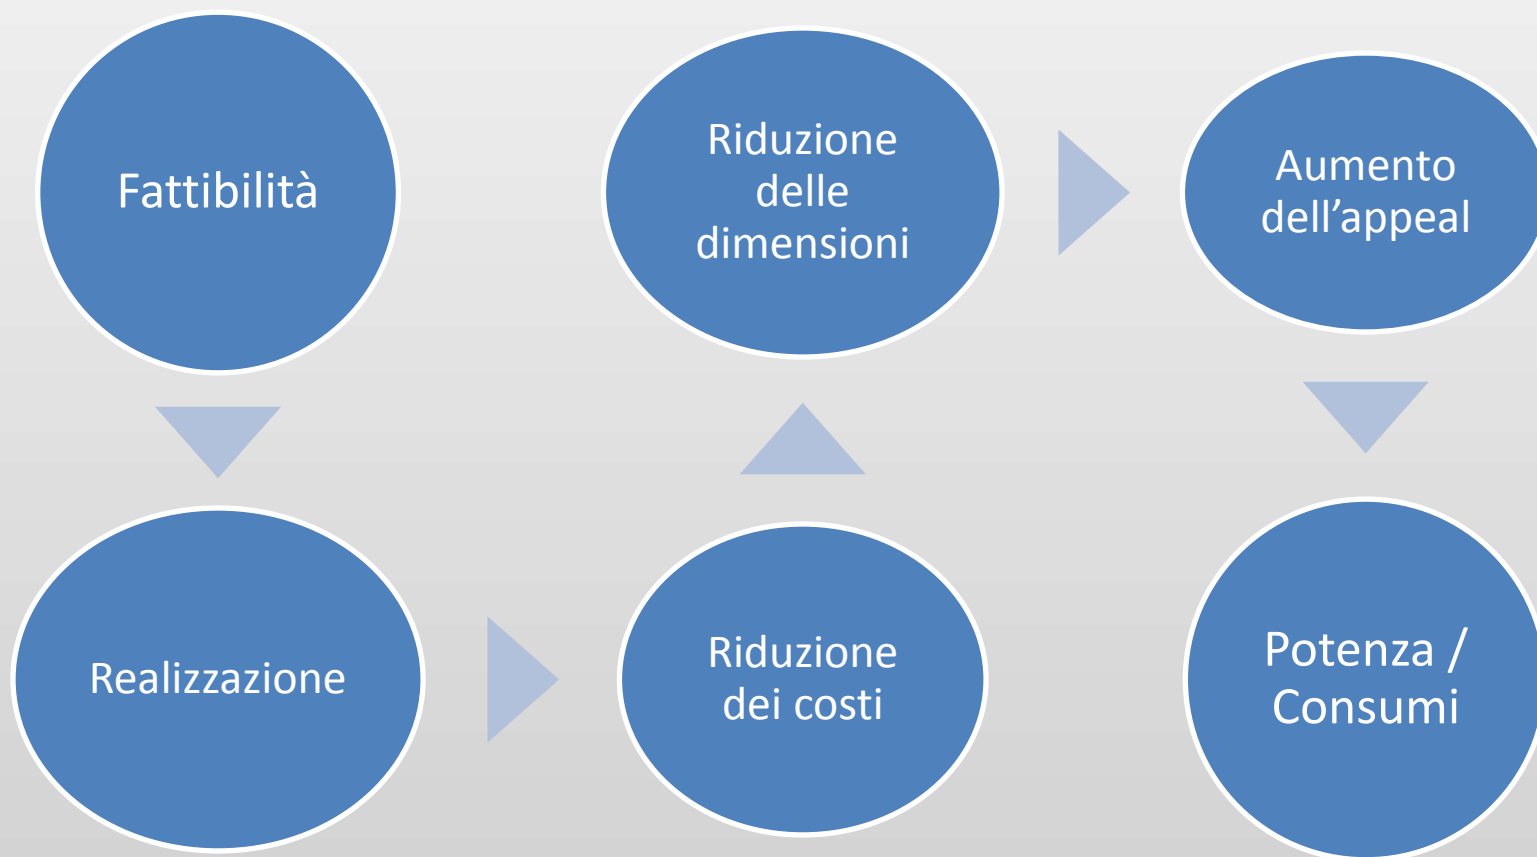 Fattibilità
Realizzazione
Riduzione
dei costi
Riduzione
delle
dimensioni
Aumento
dell’appeal
Potenza /
Consumi